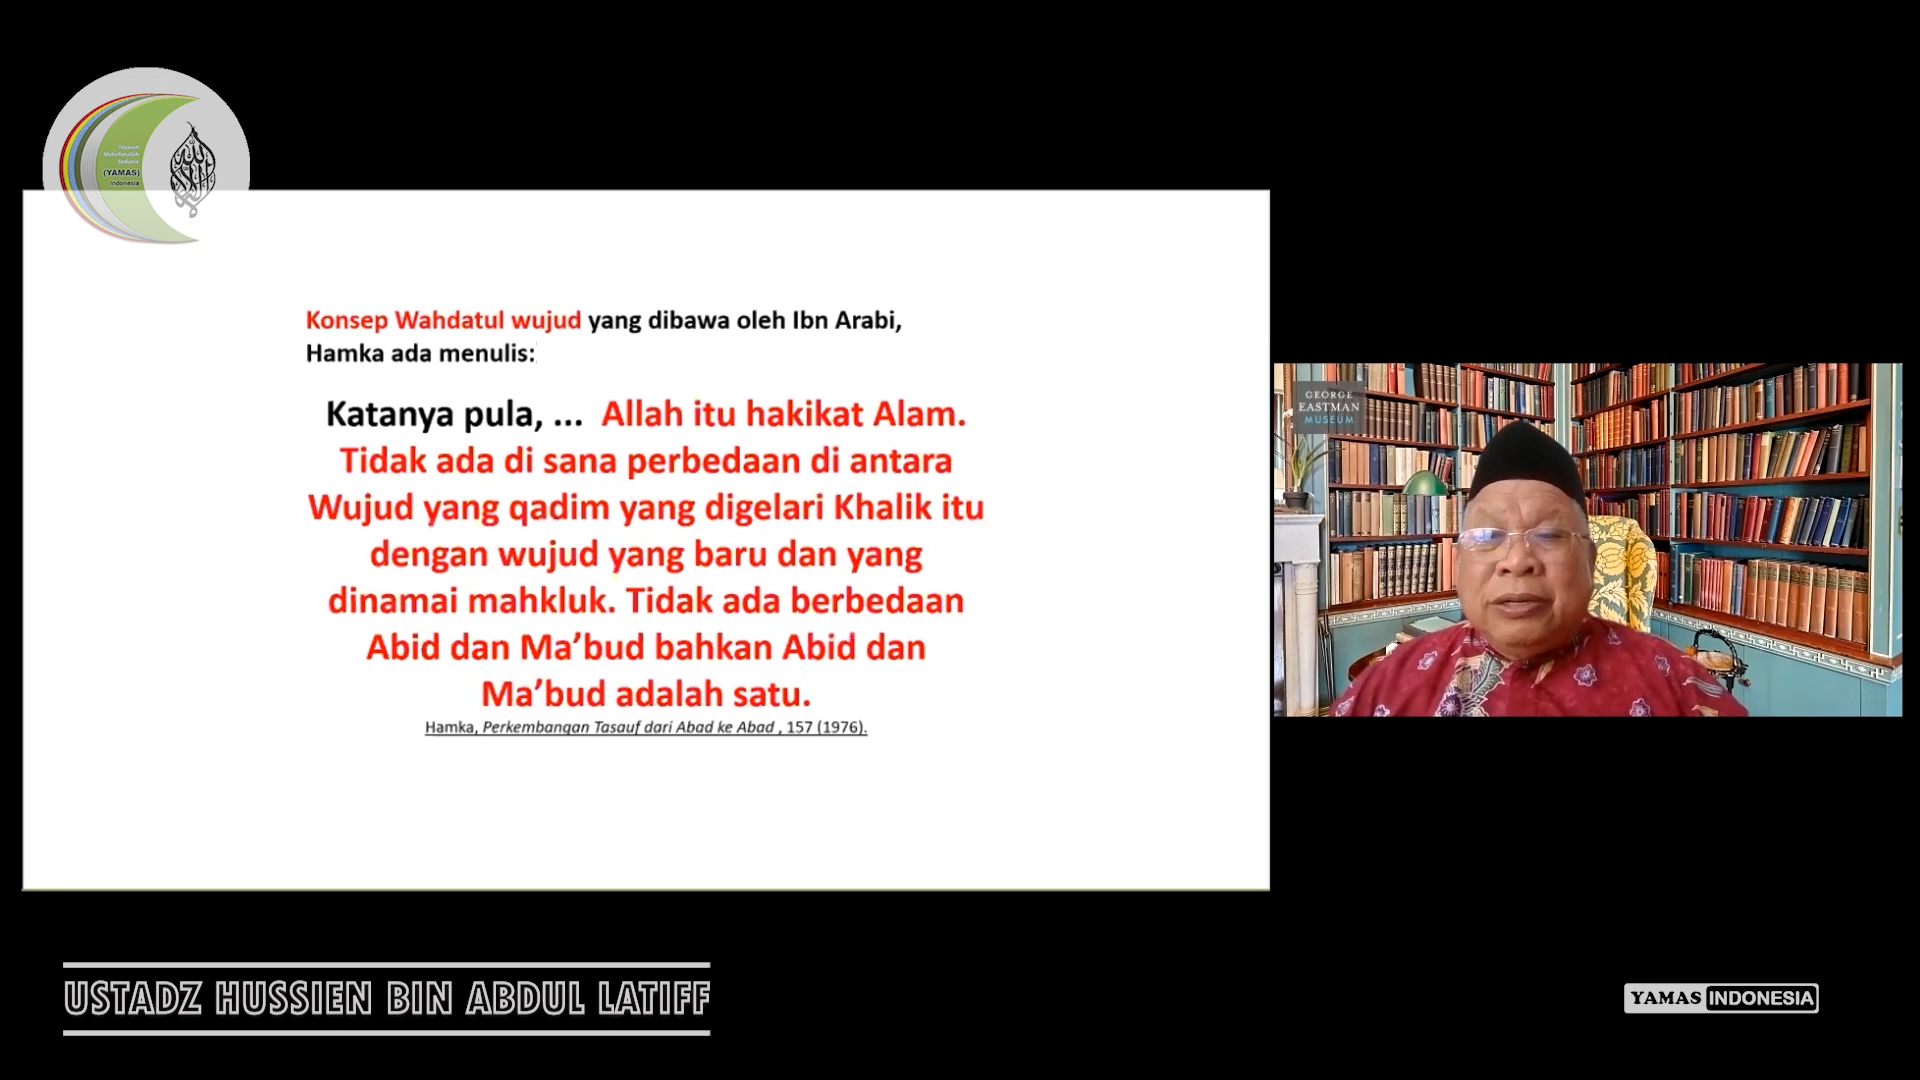 Yayasan
Makrifatullah
Sedunia
(YAMAS)
Indonesia
Konsep Wahdatul wujud yang dibawa oleh Ibn Arabi,
Hamka ada menulis:
Katanya pula, ... Allah itu hakikat Alam.
Tidak ada di sana perbedaan di antara
Wujud yang qadim yang digelari Khalik itu
dengan wujud yang baru dan yang
dinamai mahkluk. Tidak ada berbedaan
Abid dan Ma’bud bahkan Abid dan
Ma’bud adalah satu.
Hamka, Perkembangan Tasauf dari Abad ke Abad , 157 (1976).
GEORGE
EASTMAN
MUSEUM
USTADZ HUSSIEN BIN ABDUL LATIFF
YAMAS INDONESIA